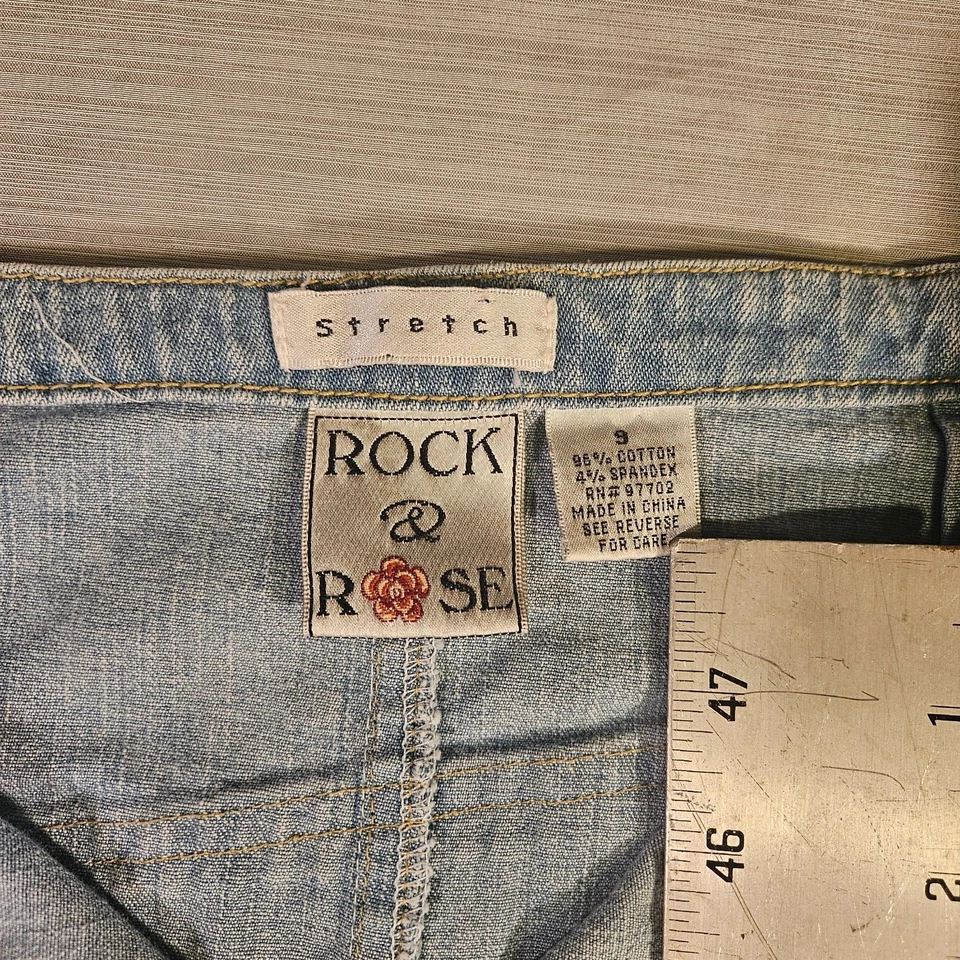 stretch
ROCK
&
ROSE
9
96% COTTON
4% SPANDEX
RN# 97702
MADE IN CHINA
SEE REVERSE
FOR CARE
47
1
46
2